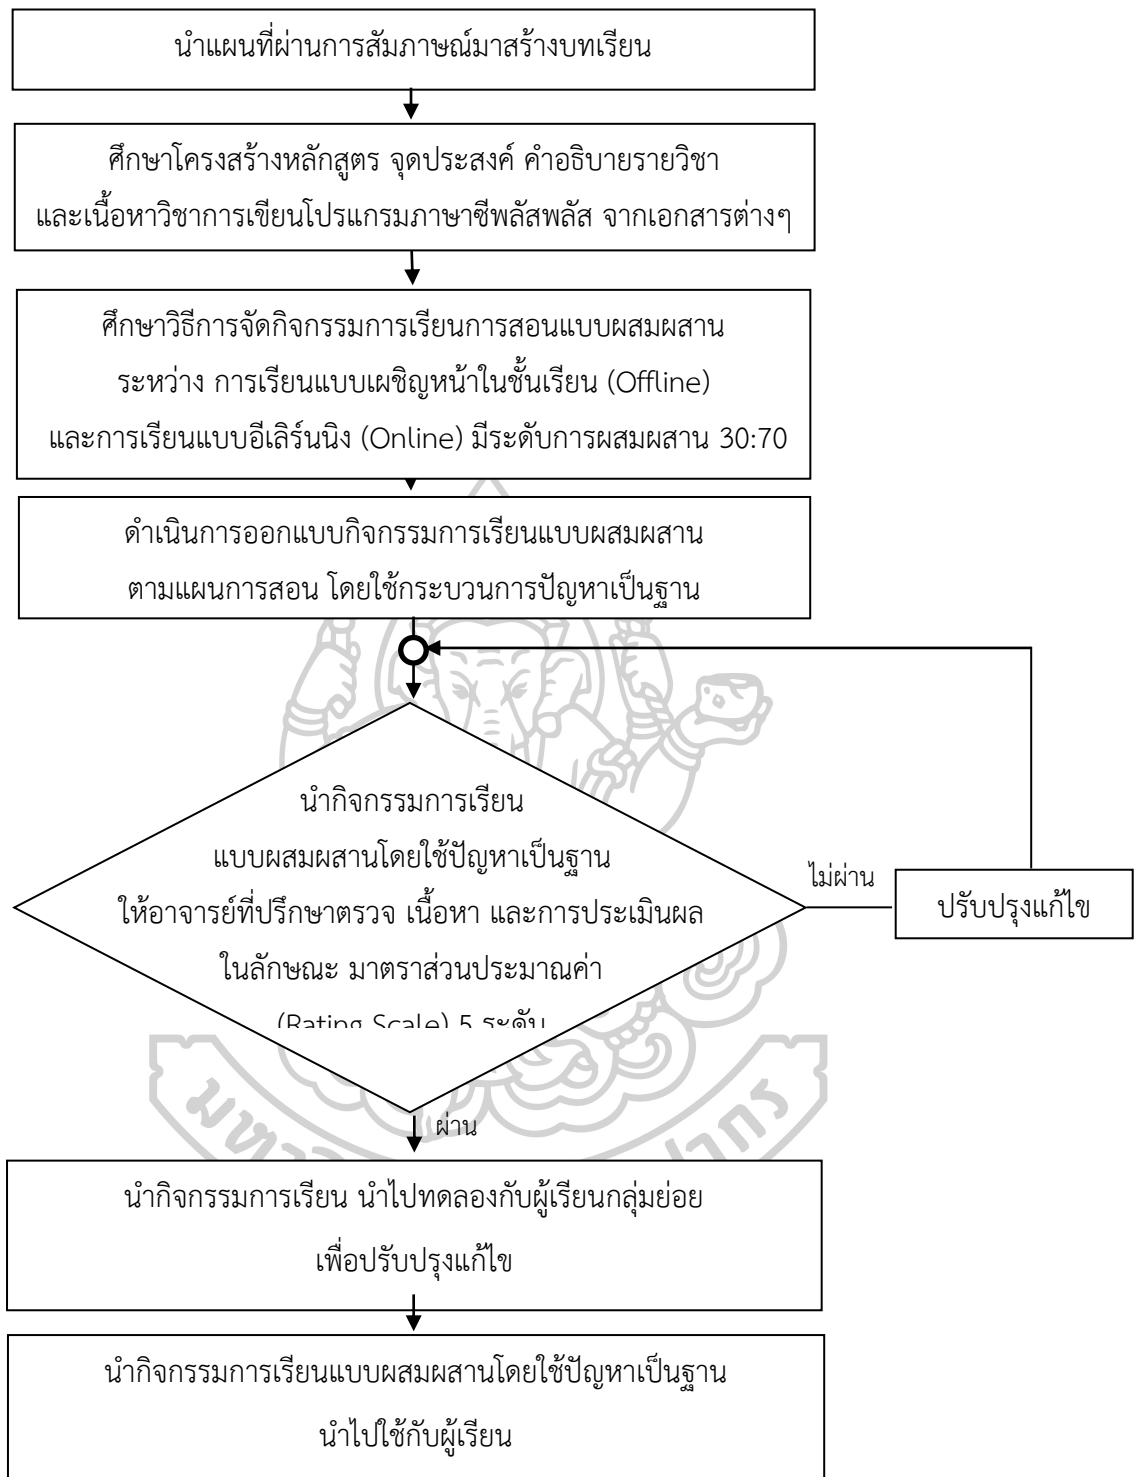 นำแผนที่ผ่านการสัมภาษณ์มาสร้างบทเรียน
ศึกษาโครงสร้างหลักสูตร จุดประสงค์ คำอธิบายรายวิชา
และเนื้อหาวิชาการเขียนโปรแกรมภาษาซีพลัสพลัส จากเอกสารต่างๆ
ศึกษาวิธีการจัดกิจกรรมการเรียนการสอนแบบผสมผสาน
ระหว่าง การเรียนแบบเผชิญหน้าในชั้นเรียน (Offline)
และการเรียนแบบอีเลิร์นนิง (Online) มีระดับการผสมผสาน 30:70
ดำเนินการออกแบบกิจกรรมการเรียนแบบผสมผสาน
ตามแผนการสอน โดยใช้กระบวนการปัญหาเป็นฐาน
นำกิจกรรมการเรียน
แบบผสมผสานโดยใช้ปัญหาเป็นฐาน
ให้อาจารย์ที่ปรึกษาตรวจ เนื้อหา และการประเมินผล
ในลักษณะ มาตราส่วนประมาณค่า
(Rating Scale) 5 ระดับ
ไม่ผ่าน
ปรับปรุงแก้ไข
ผ่าน
นำกิจกรรมการเรียน นำไปทดลองกับผู้เรียนกลุ่มย่อย
เพื่อปรับปรุงแก้ไข
นำกิจกรรมการเรียนแบบผสมผสานโดยใช้ปัญหาเป็นฐาน
นำไปใช้กับผู้เรียน